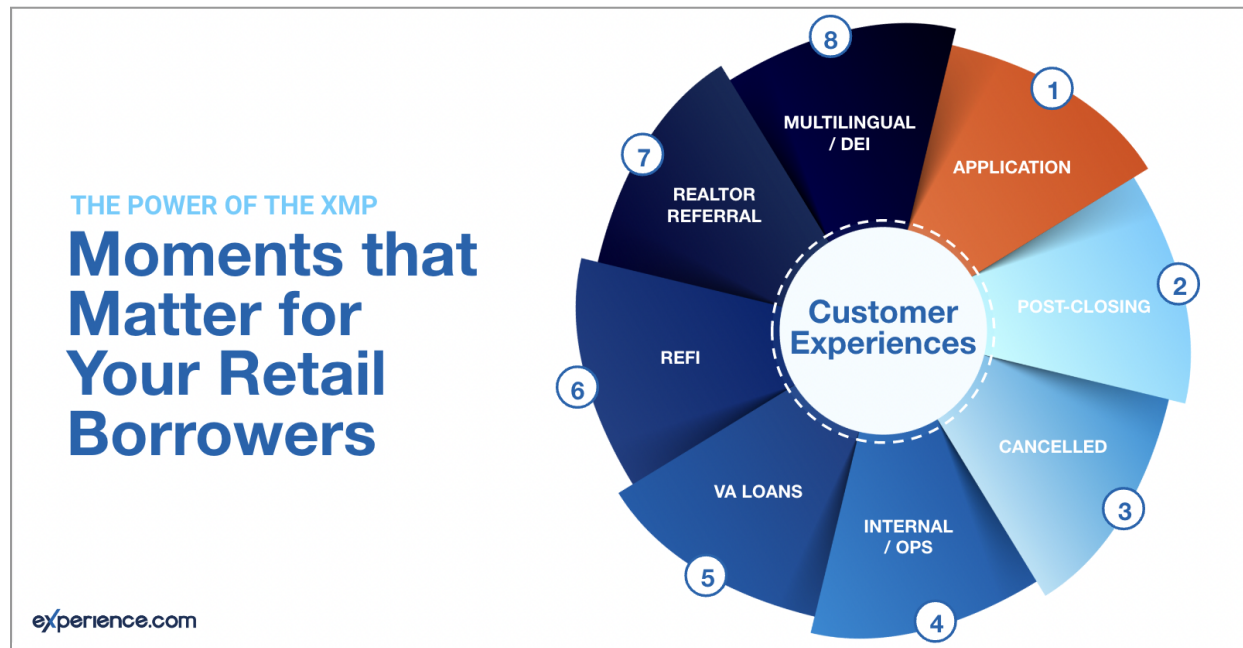 THE POWER OF THE XMP
Moments that
Matter for
Your Retail
Borrowers
experience.com
Customer
Experiences
1
APPLICATION
2
POST-CLOSING
3
CANCELLED
4
INTERNAL
/ OPS
5
VA LOANS
6
REFI
7
REALTOR
REFERRAL
8
MULTILINGUAL
/ DEI